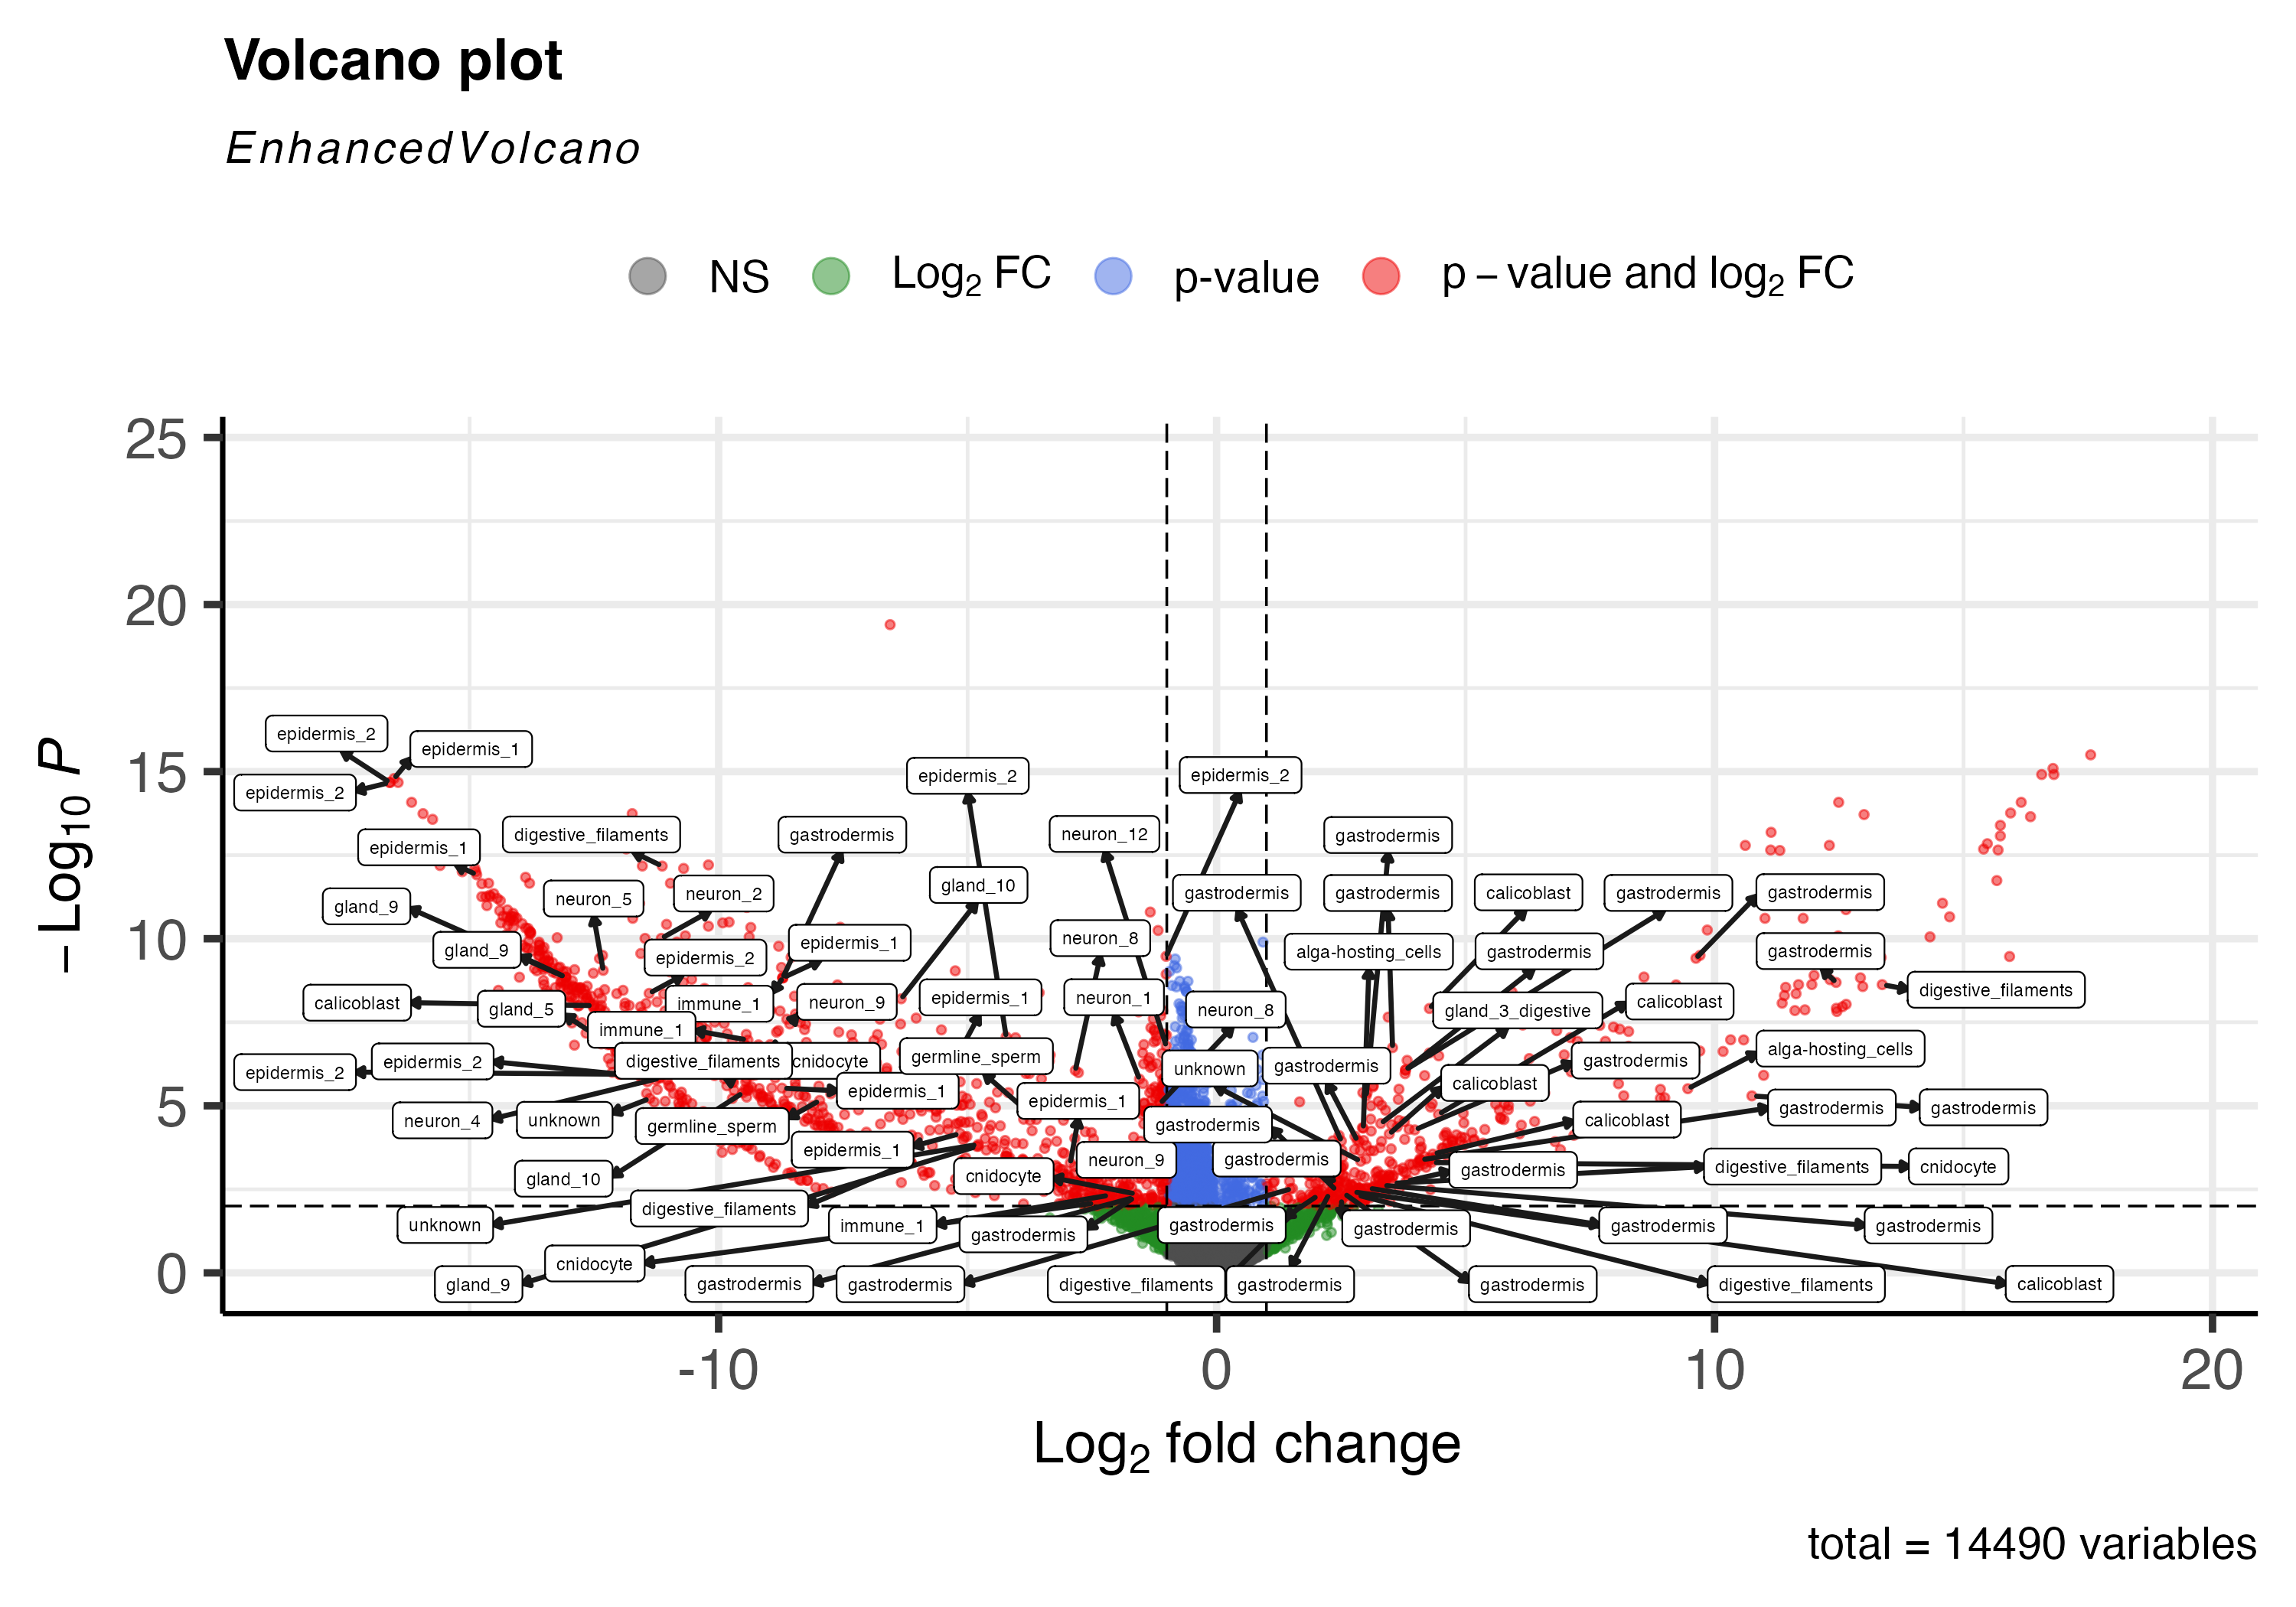 Volcano plot
EnhancedVolcano
NS Log2 FC p-value p – value and log2 FC
– Log10 P
25
20
15
10
5
0
epidermis_2
epidermis_1
epidermis_2
epidermis_2
epidermis_2
epidermis_1
digestive_filaments
gastrodermis
neuron_12
gastrodermis
gland_9
neuron_5
neuron_2
gland_10
gastrodermis
gastrodermis
calicoblast
gastrodermis
gastrodermis
gland_9
epidermis_2
epidermis_1
neuron_8
alga-hosting_cells
gastrodermis
gastrodermis
calicoblast
gland_5
immune_1
neuron_9
epidermis_1
neuron_1
neuron_8
gland_3_digestive
calicoblast
digestive_filaments
immune_1
epidermis_2
epidermis_2
digestive_filaments
cnidocyte
germline_sperm
unknown
gastrodermis
gastrodermis
alga-hosting_cells
epidermis_1
epidermis_1
calicoblast
neuron_4
unknown
germline_sperm
gastrodermis
calicoblast
gastrodermis
gastrodermis
gland_10
epidermis_1
cnidocyte
neuron_9
gastrodermis
gastrodermis
digestive_filaments
cnidocyte
unknown
digestive_filaments
immune_1
gastrodermis
gastrodermis
gastrodermis
gastrodermis
gastrodermis
gland_9
cnidocyte
gastrodermis
gastrodermis
digestive_filaments
gastrodermis
gastrodermis
digestive_filaments
calicoblast
-10 0 10 20
Log2 fold change
total = 14490 variables